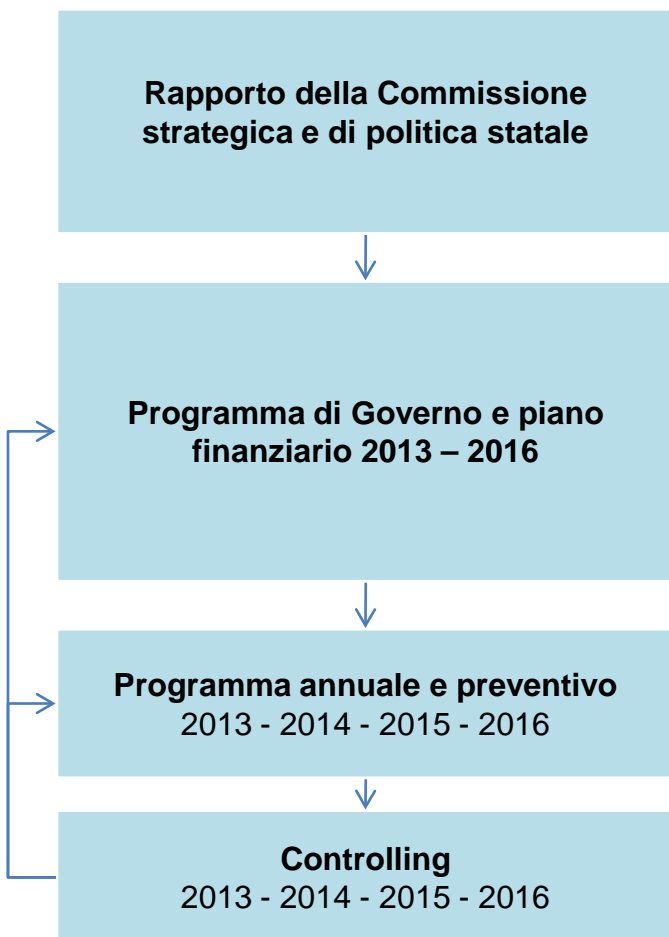 Rapporto della Commissione
strategica e di politica statale
Programma di Governo e piano
finanziario 2013 – 2016
Programma annuale e preventivo
2013 - 2014 - 2015 - 2016
Controlling
2013 - 2014 - 2015 - 2016